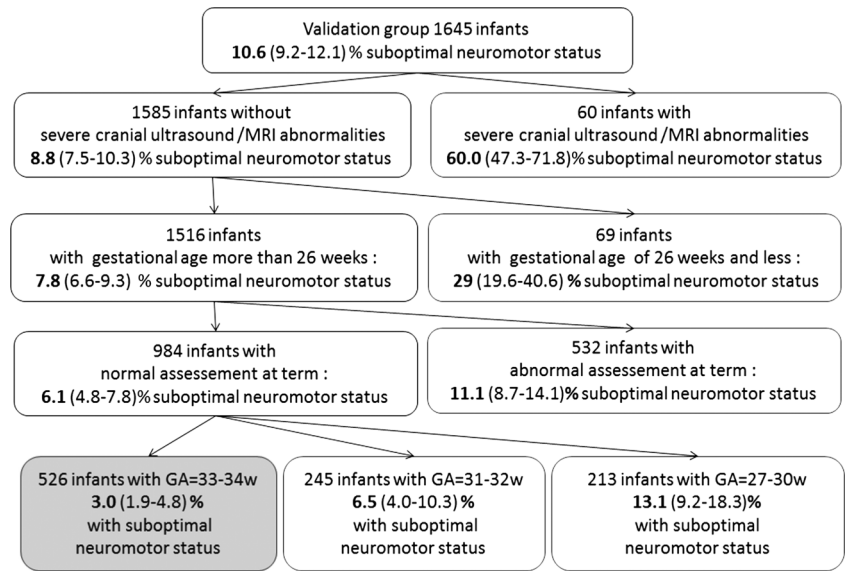 Validation group 1645 infants
10.6 (9.2-12.1) % suboptimal neuromotor status
1585 infants without
severe cranial ultrasound /MRI abnormalities
8.8 (7.5-10.3) % suboptimal neuromotor status
60 infants with
severe cranial ultrasound /MRI abnormalities
60.0 (47.3-71.8)% suboptimal neuromotor status
1516 infants
with gestational age more than 26 weeks :
7.8 (6.6-9.3) % suboptimal neuromotor status
69 infants
with gestational age of 26 weeks and less :
29 (19.6-40.6) % suboptimal neuromotor status
984 infants with
normal assessement at term :
6.1 (4.8-7.8)% suboptimal neuromotor status
532 infants with
abnormal assessement at term :
11.1 (8.7-14.1)% suboptimal neuromotor status
526 infants with GA=33-34w
3.0 (1.9-4.8) %
with suboptimal
neuromotor status
245 infants with GA=31-32w
6.5 (4.0-10.3) %
with suboptimal
neuromotor status
213 infants with GA=27-30w
13.1 (9.2-18.3)%
with suboptimal
neuromotor status